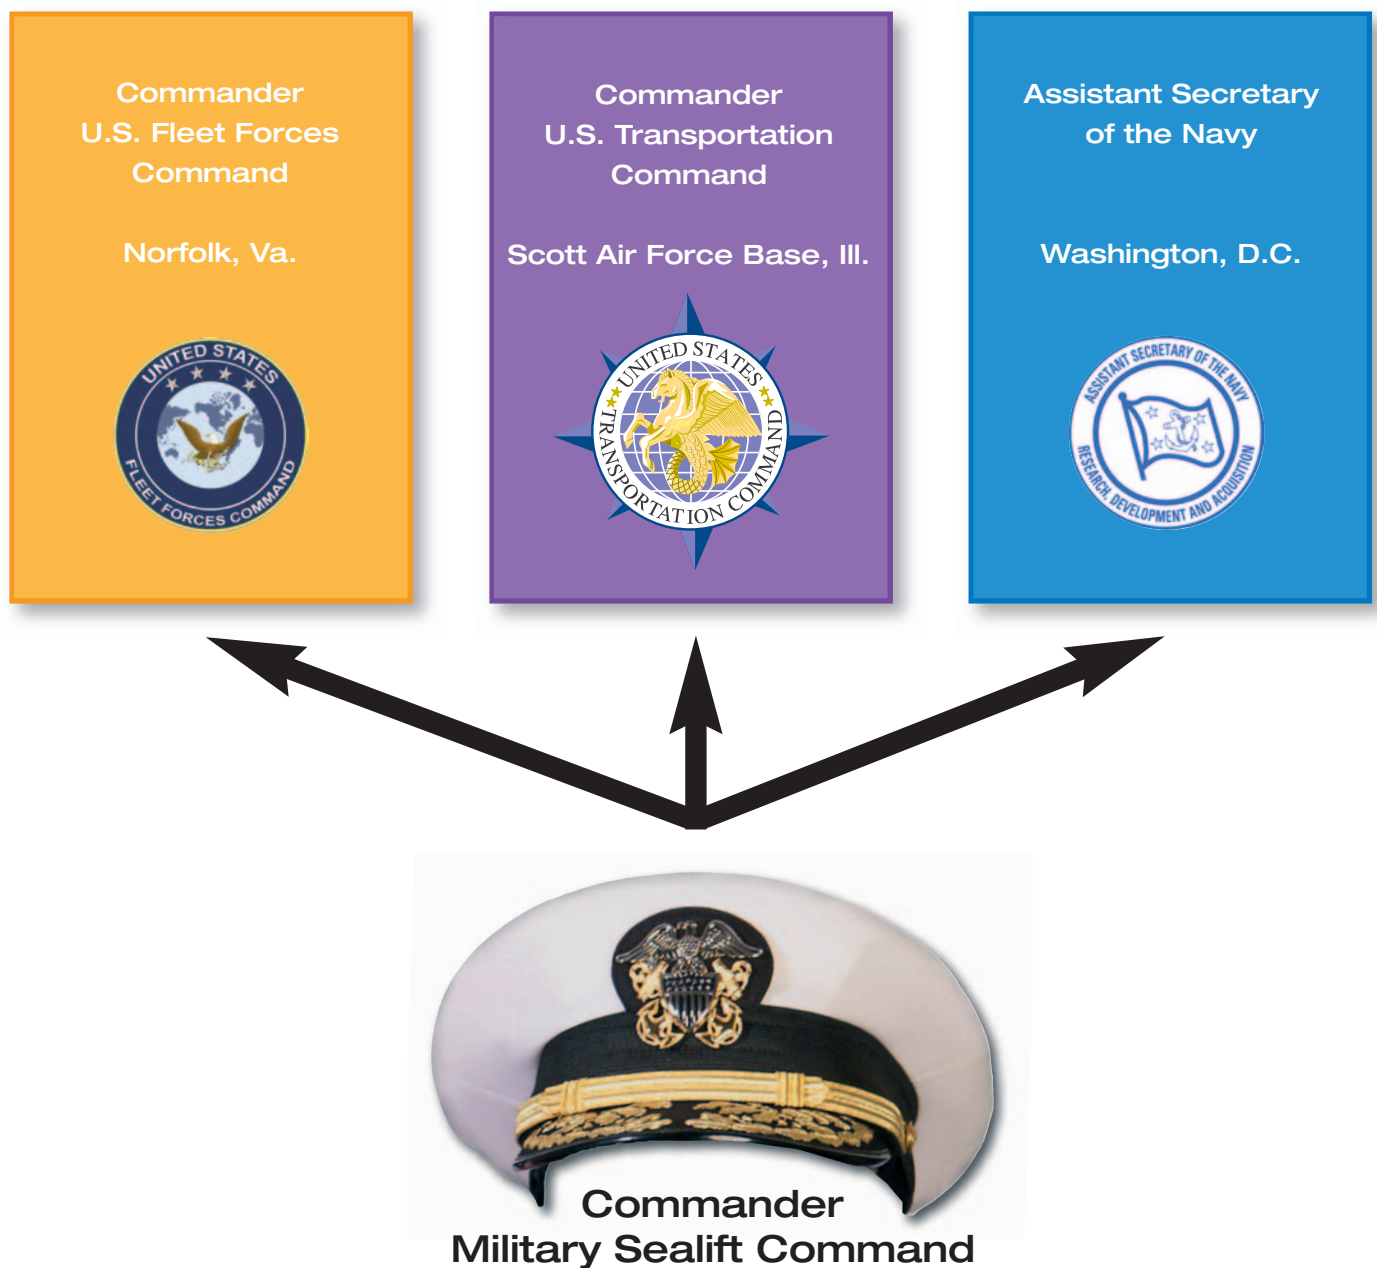 Commander
U.S. Fleet Forces
Command
Norfolk, Va.
UNITED STATES
FLEET FORCES COMMAND
Commander
U.S. Transportation
Command
Scott Air Force Base, Ill.
UNITED STATES
TRANSPORTATION COMMAND
Assistant Secretary
of the Navy
Washington, D.C.
ASSISTANT SECRETARY OF THE NAVY
RESEARCH, DEVELOPMENT AND ACQUISITION
Commander
Military Sealift Command